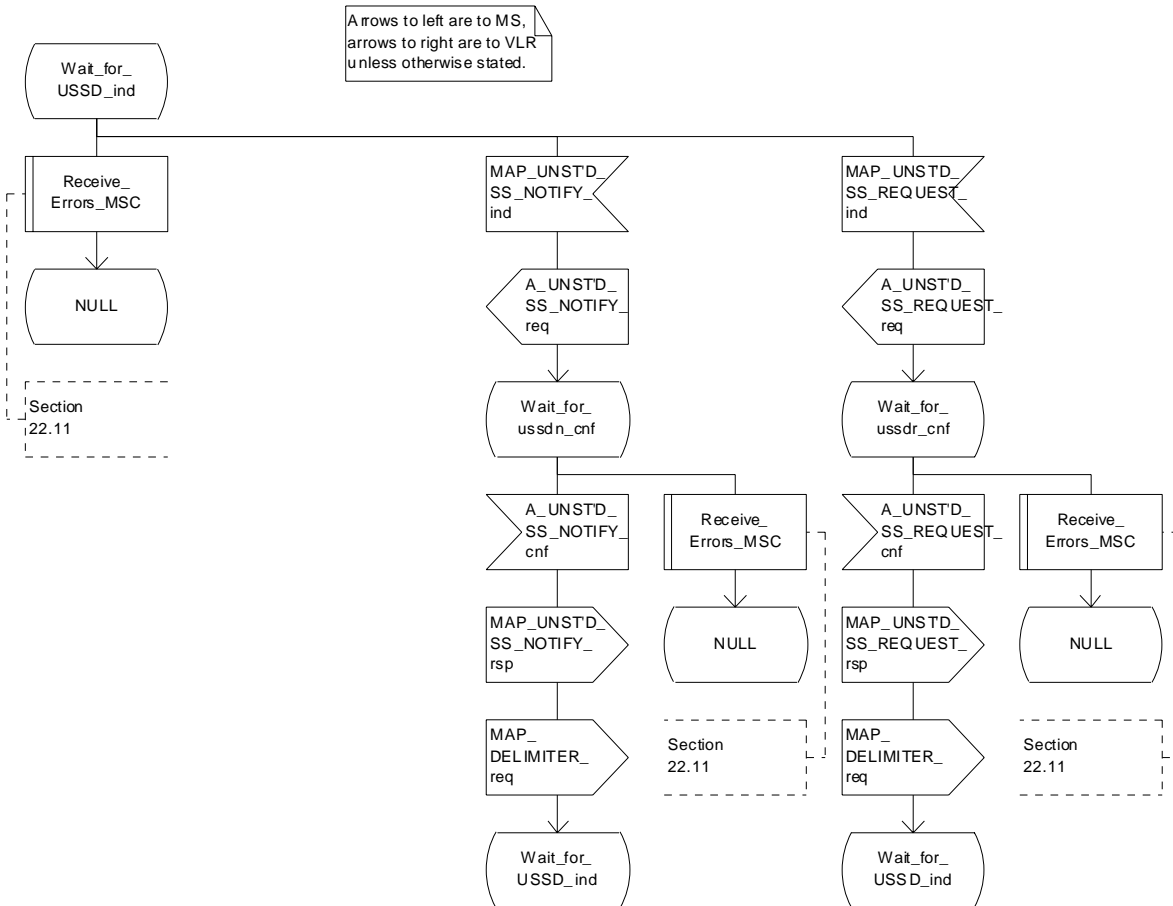 Arrows to left are to MS,
arrows to right are to VLR
unless otherwise stated.
Wait_for_
USSD_ind
Receive_
Errors_MSC
NULL
Section
22.11
MAP_UNST'D_
SS_NOTIFY_
ind
A_UNST'D_
SS_NOTIFY_
req
Wait_for_
ussdn_cnf
A_UNST'D_
SS_NOTIFY_
cnf
MAP_UNST'D_
SS_NOTIFY_
rsp
MAP_
DELIMITER_
req
Wait_for_
USSD_ind
Receive_
Errors_MSC
NULL
Section
22.11
MAP_UNST'D_
SS_REQUEST_
ind
A_UNST'D_
SS_REQUEST_
req
Wait_for_
ussdr_cnf
A_UNST'D_
SS_REQUEST_
cnf
MAP_UNST'D_
SS_REQUEST_
rsp
MAP_
DELIMITER_
req
Wait_for_
USSD_ind
Receive_
Errors_MSC
NULL
Section
22.11